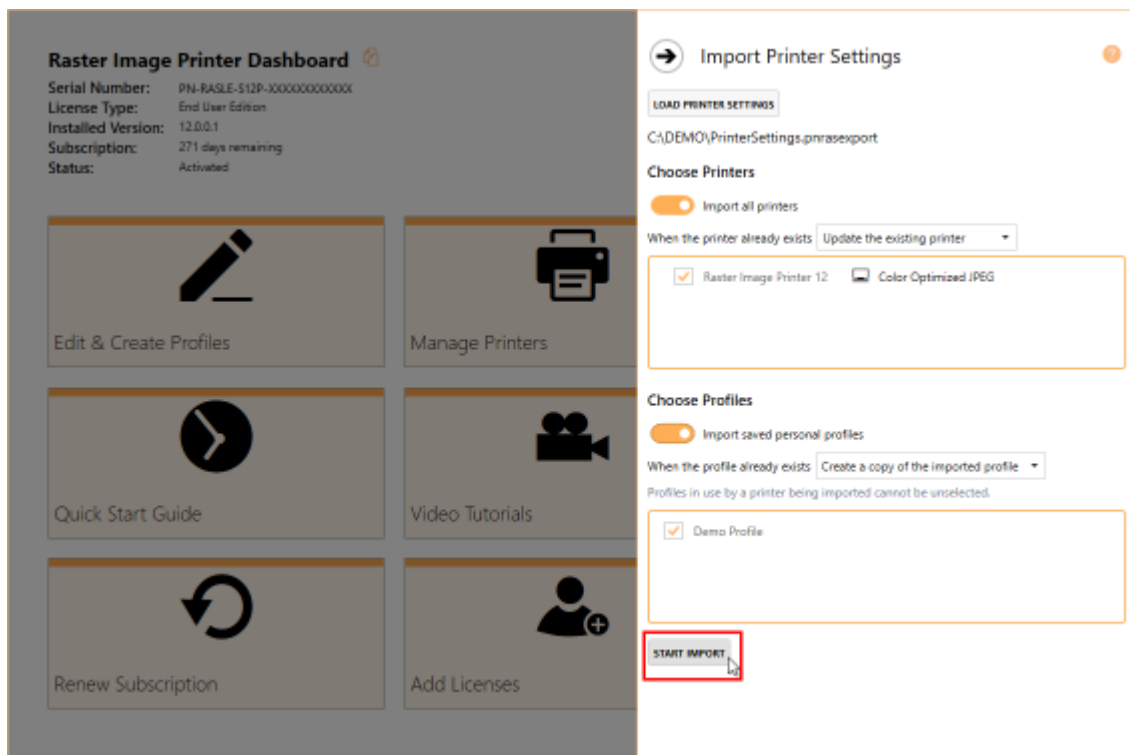 Raster Image Printer Dashboard
Serial Number: PN-RASLE-S12P-XXXXXXXXXXXX
License Type: End User Edition
Installed Version: 12.0.0.1
Subscription: 271 days remaining
Status: Activated
Edit & Create Profiles
Manage Printers
Quick Start Guide
Video Tutorials
Renew Subscription
Add Licenses
Import Printer Settings
?
LOAD PRINTER SETTINGS
C:\DEMO\PrinterSettings.pnrasexport
Choose Printers
Import all printers
When the printer already exists Update the existing printer
Raster Image Printer 12 Color Optimized JPEG
Choose Profiles
Import saved personal profiles
When the profile already exists Create a copy of the imported profile
Profiles in use by a printer being imported cannot be unselected.
Demo Profile
START IMPORT